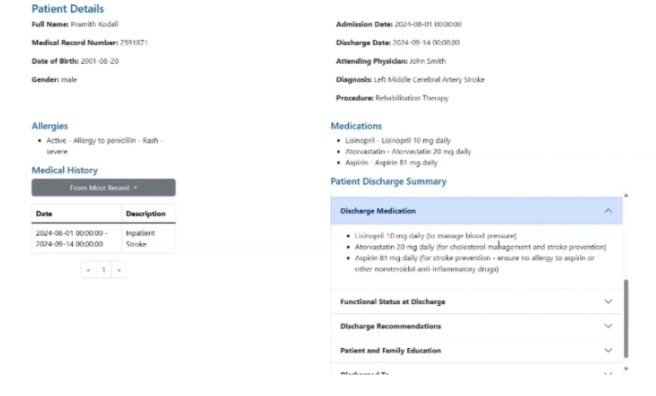 Patient Details
Full Name: Pramith Kodali
Medical Record Number: 2591871
Date of Birth: 2001-08-20
Gender: male
Admission Date: 2024-08-01 00:00:00
Discharge Date: 2024-09-14 00:00:00
Attending Physician: John Smith
Diagnosis: Left Middle Cerebral Artery Stroke
Procedure: Rehabilitation Therapy
Allergies
Active - Allergy to penicillin - Rash -
severe
Medical History
From Most Recent
Date Description
2024-08-01 00:00:00 - Inpatient
2024-09-14 00:00:00 Stroke
« 1 »
Medications
Lisinopril - Lisinopril 10 mg daily
Atorvastatin - Atorvastatin 20 mg daily
Aspirin - Aspirin 81 mg daily
Patient Discharge Summary
Discharge Medication
Lisinopril 10 mg daily (to manage blood pressure)
Atorvastatin 20 mg daily (for cholesterol management and stroke prevention)
Aspirin 81 mg daily (for stroke prevention - ensure no allergy to aspirin or
other nonsteroidal anti-inflammatory drugs)
Functional Status at Discharge
Discharge Recommendations
Patient and Family Education
Discharged To